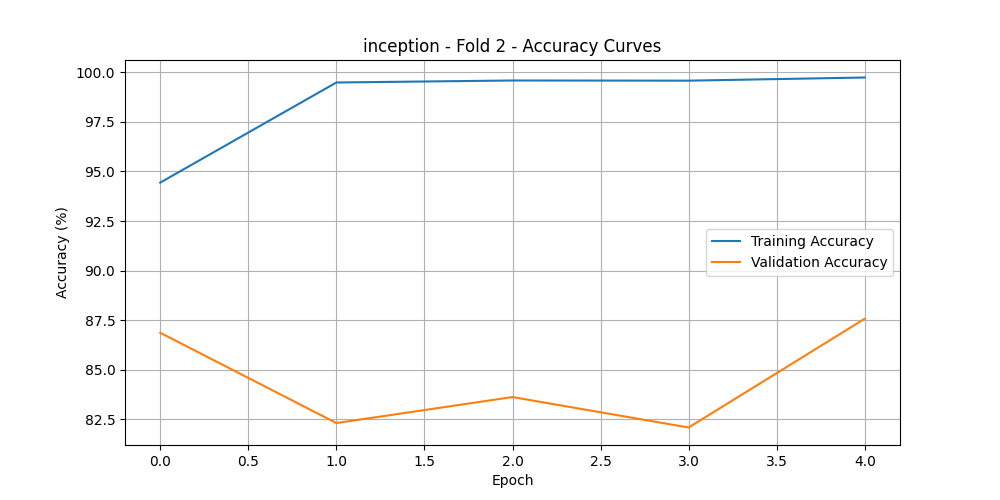 inception - Fold 2 - Accuracy Curves
100.0
97.5
95.0
92.5
90.0
87.5
85.0
82.5
Accuracy (%)
Training Accuracy
Validation Accuracy
0.0 0.5 1.0 1.5 2.0 2.5 3.0 3.5 4.0
Epoch